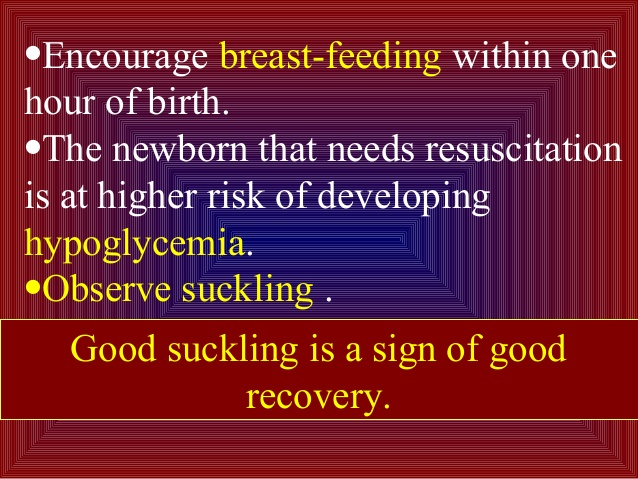 •Encourage breast-feeding within one
hour of birth.
•The newborn that needs resuscitation
is at higher risk of developing
hypoglycemia.
•Observe suckling .
Good suckling is a sign of good
recovery.